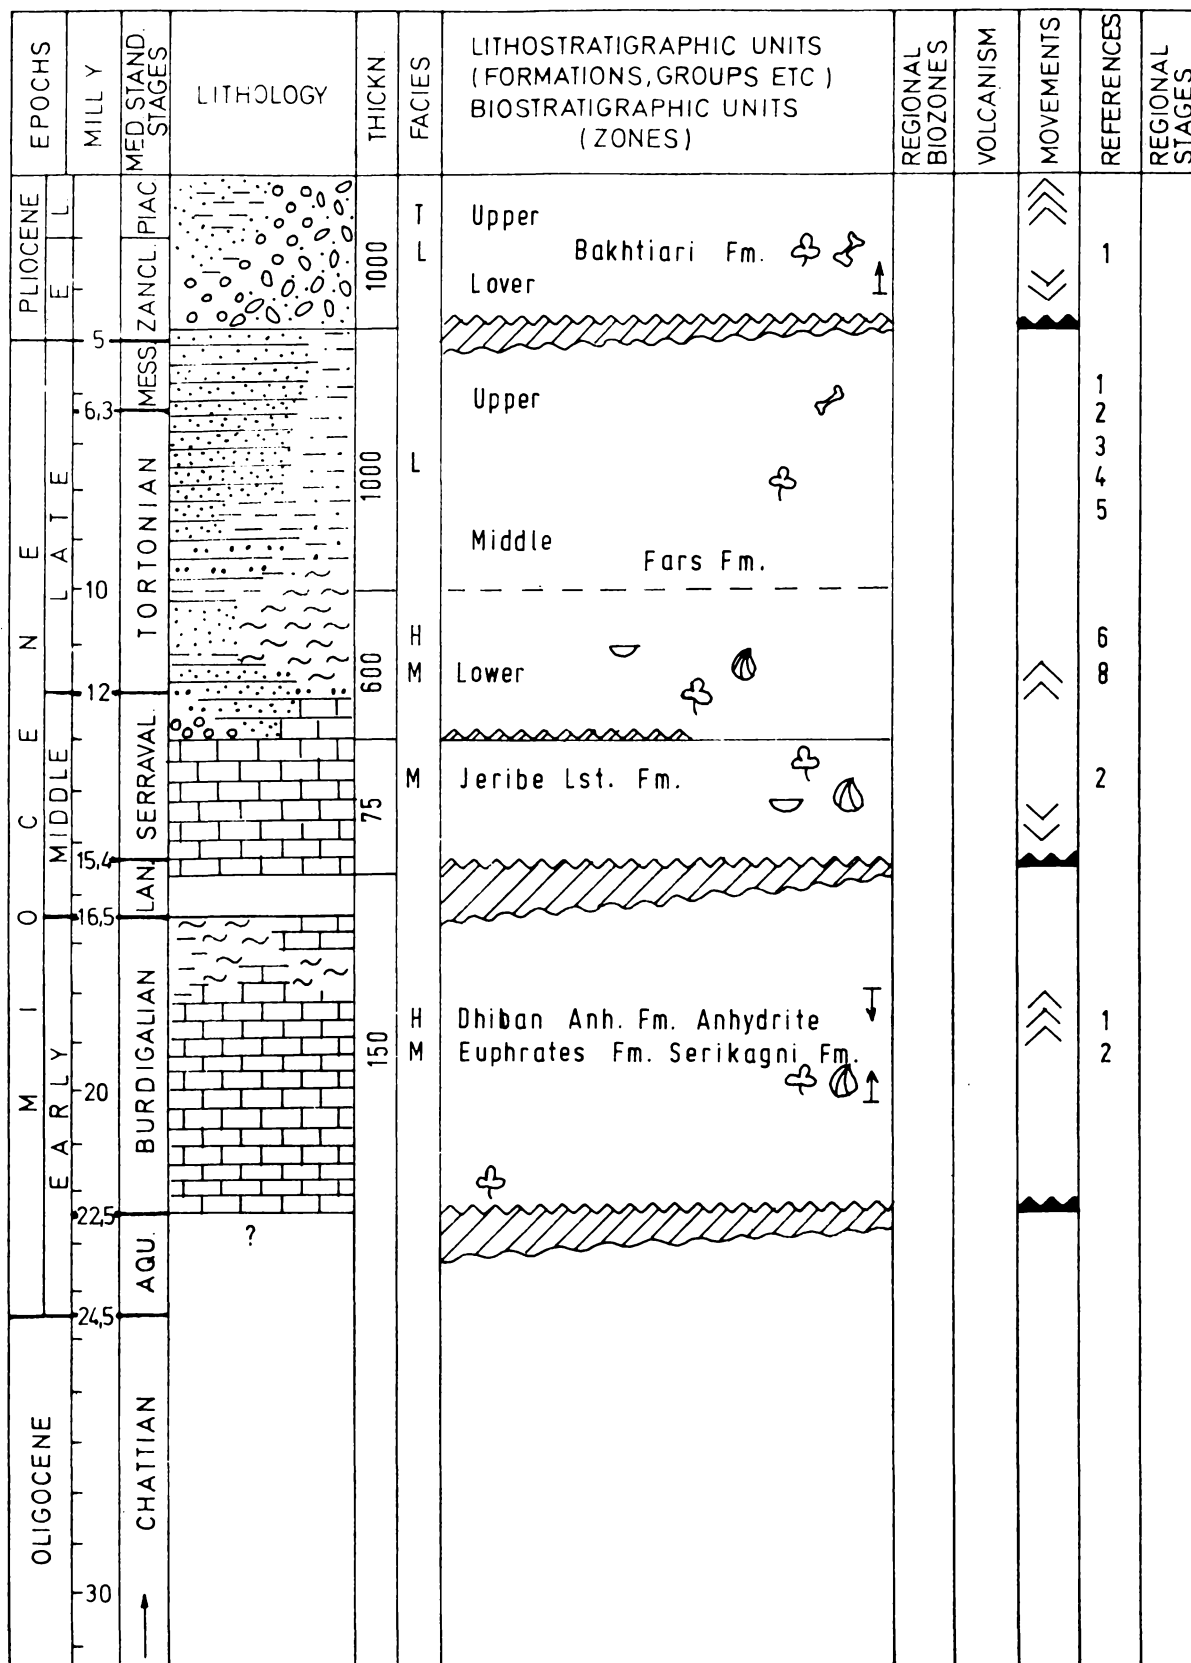 EPOCHS
MILL Y
MED. STAND. STAGES
LITHOLOGY
THICKN.
FACIES
LITHOSTRATIGRAPHIC UNITS
(FORMATIONS, GROUPS ETC )
BIOSTRATIGRAPHIC UNITS
(ZONES)
REGIONAL BIOZONES
VOLCANISM
MOVEMENTS
REFERENCES
REGIONAL STAGES
PLIOCENE
L.
E
PIAC
ZANCL.
1000
T
L
Upper
Bakhtiari Fm.
Lover
1
5
MIOCENE
LATE
MESS.
6,3
TORTONIAN
1000
L
Upper
Middle
Fars Fm.
1
2
3
4
5
10
600
H
M
Lower
6
8
12
MIDDLE
SERRAVAL.
75
M
Jeribe Lst. Fm.
2
15,4
LAN.
16,5
EARLY
BURDIGALIAN
150
H
M
Dhiban Anh. Fm. Anhydrite
Euphrates Fm. Serikagni Fm.
1
2
20
22,5
AQU.
?
24,5
OLIGOCENE
CHATTIAN
30